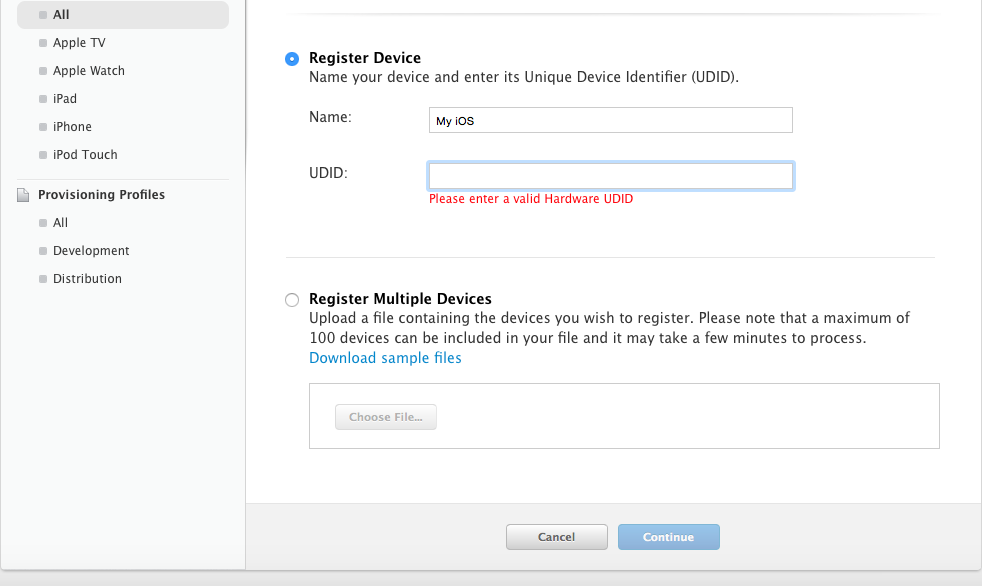 All
Apple TV
Apple Watch
iPad
iPhone
iPod Touch
Provisioning Profiles
All
Development
Distribution
Register Device
Name your device and enter its Unique Device Identifier (UDID).
Name:
My iOS
UDID:
Please enter a valid Hardware UDID
Register Multiple Devices
Upload a file containing the devices you wish to register. Please note that a maximum of
100 devices can be included in your file and it may take a few minutes to process.
Download sample files
Choose File...
Cancel
Continue